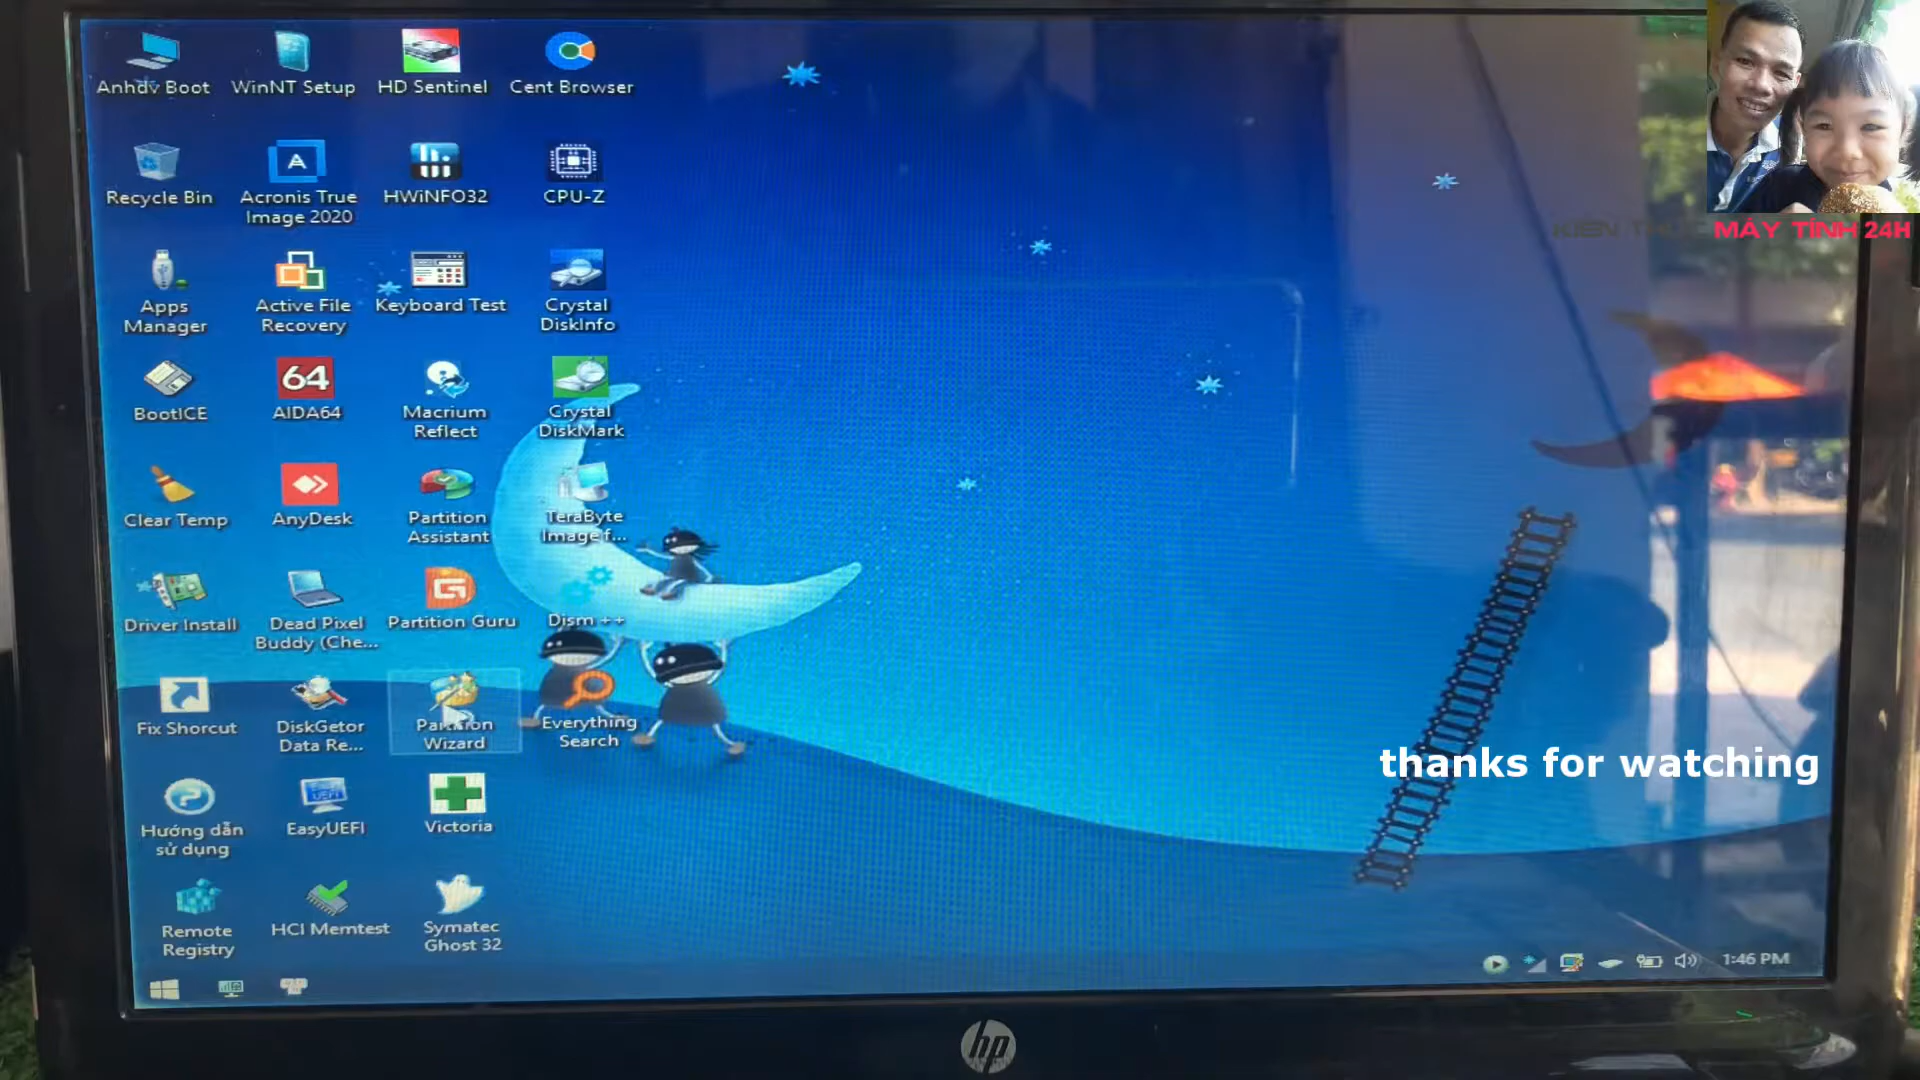 Anhdv Boot
WinNT Setup
HD Sentinel
Cent Browser
Recycle Bin
Acronis True
Image 2020
HWiNFO32
CPU-Z
Apps
Manager
Active File
Recovery
Keyboard Test
Crystal
DiskInfo
BootICE
64
AIDA64
Macrium
Reflect
Crystal
DiskMark
Clear Temp
AnyDesk
Partition
Assistant
TeraByte
Image f...
Driver Install
Dead Pixel
Buddy (Che...
Partition Guru
Dism ++
Fix Shorcut
DiskGetor
Data Re...
Partition
Wizard
Everything
Search
Hướng dẫn
sử dụng
UEFI
EasyUEFI
Victoria
Remote
Registry
HCI Memtest
Symatec
Ghost 32
1:46 PM
hp
KIẾN THỨC MÁY TÍNH 24H
thanks for watching